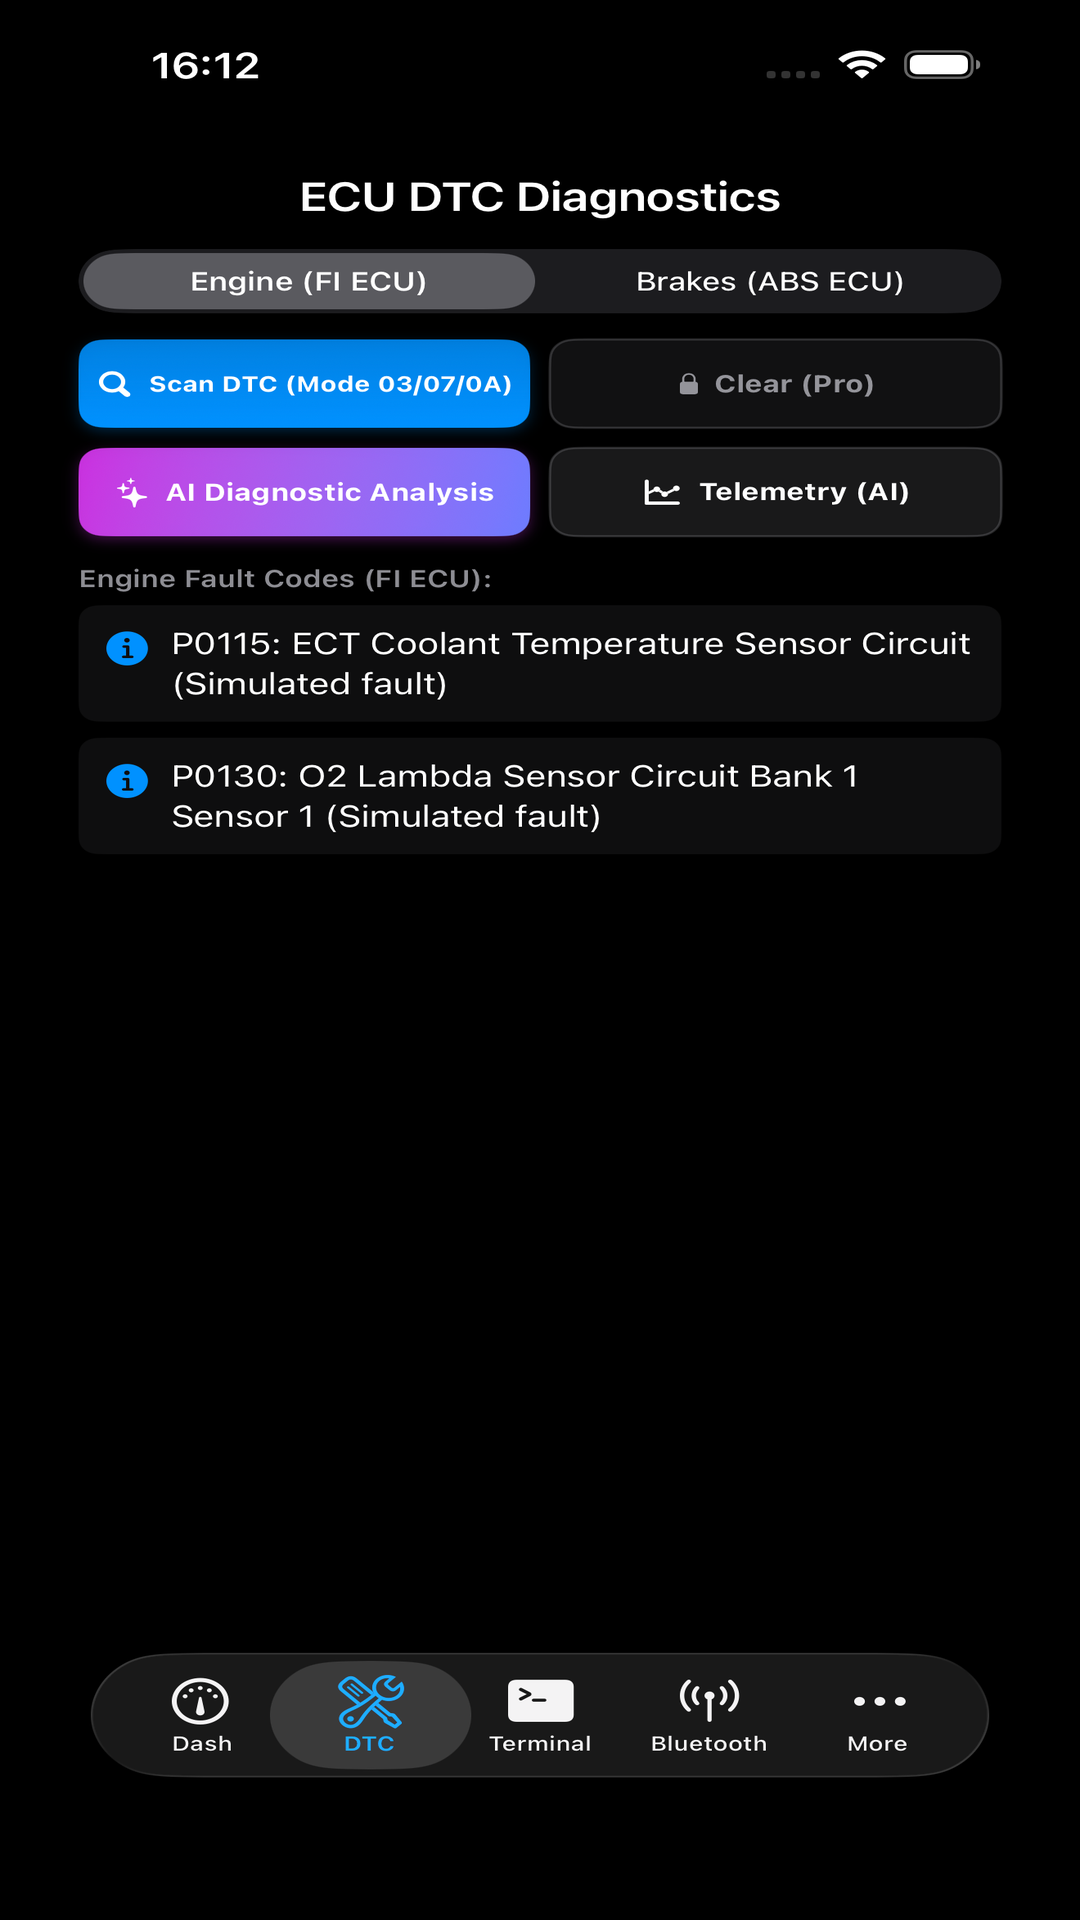 16:12
ECU DTC Diagnostics
Engine (FI ECU)
Brakes (ABS ECU)
Scan DTC (Mode 03/07/0A)
Clear (Pro)
AI Diagnostic Analysis
Telemetry (AI)
Engine Fault Codes (FI ECU):
P0115: ECT Coolant Temperature Sensor Circuit
(Simulated fault)
P0130: O2 Lambda Sensor Circuit Bank 1
Sensor 1 (Simulated fault)
Dash
DTC
Terminal
Bluetooth
More